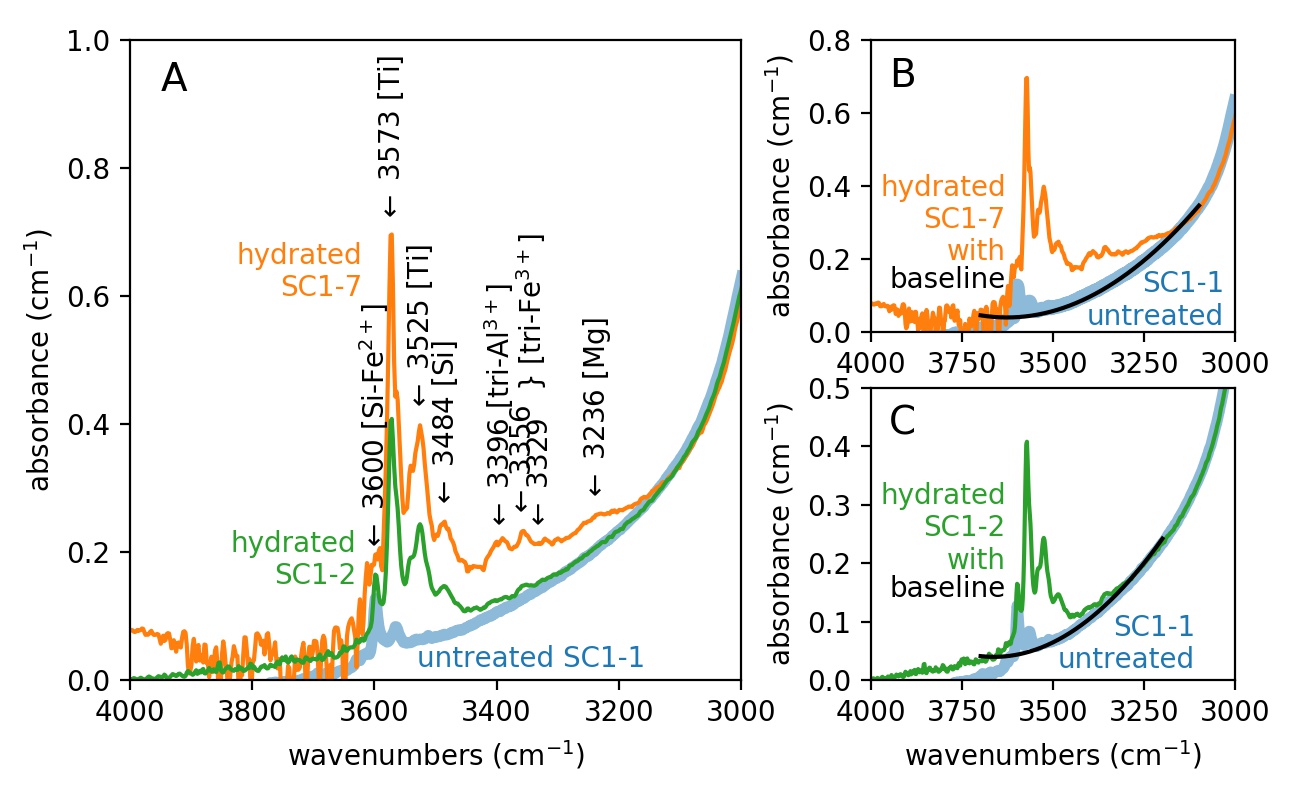 A
1.0
0.8
0.6
0.4
0.2
0.0
absorbance (cm⁻¹)
← 3573 [Ti]
← 3525 [Ti]
← 3600 [Si-Fe²⁺]
← 3484 [Si]
← 3396 [tri-Al³⁺]
← 3356
← 3329 } [tri-Fe³⁺]
← 3236 [Mg]
hydrated
SC1-7
hydrated
SC1-2
untreated SC1-1
4000 3800 3600 3400 3200 3000
wavenumbers (cm⁻¹)
B
0.8
0.6
0.4
0.2
0.0
absorbance (cm⁻¹)
hydrated
SC1-7
with
baseline
SC1-1
untreated
4000 3750 3500 3250 3000
C
0.5
0.4
0.3
0.2
0.1
0.0
absorbance (cm⁻¹)
hydrated
SC1-2
with
baseline
SC1-1
untreated
4000 3750 3500 3250 3000
wavenumbers (cm⁻¹)